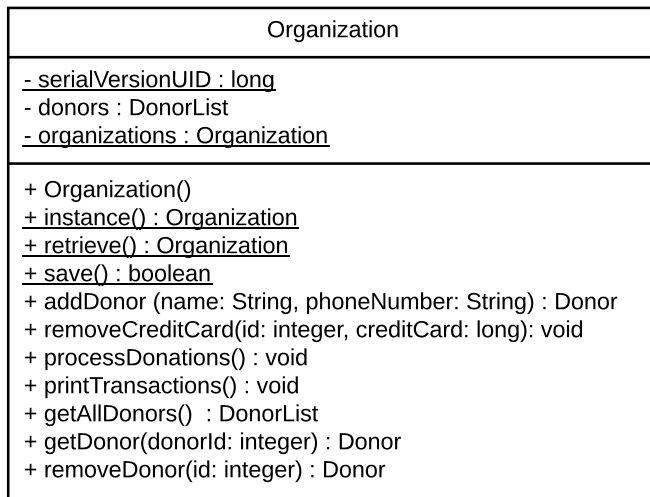 Organization
- serialVersionUID : long
- donors : DonorList
- organizations : Organization
+ Organization()
+ instance() : Organization
+ retrieve() : Organization
+ save() : boolean
+ addDonor (name: String, phoneNumber: String) : Donor
+ removeCreditCard(id: integer, creditCard: long): void
+ processDonations() : void
+ printTransactions() : void
+ getAllDonors()  : DonorList
+ getDonor(donorId: integer) : Donor
+ removeDonor(id: integer) : Donor